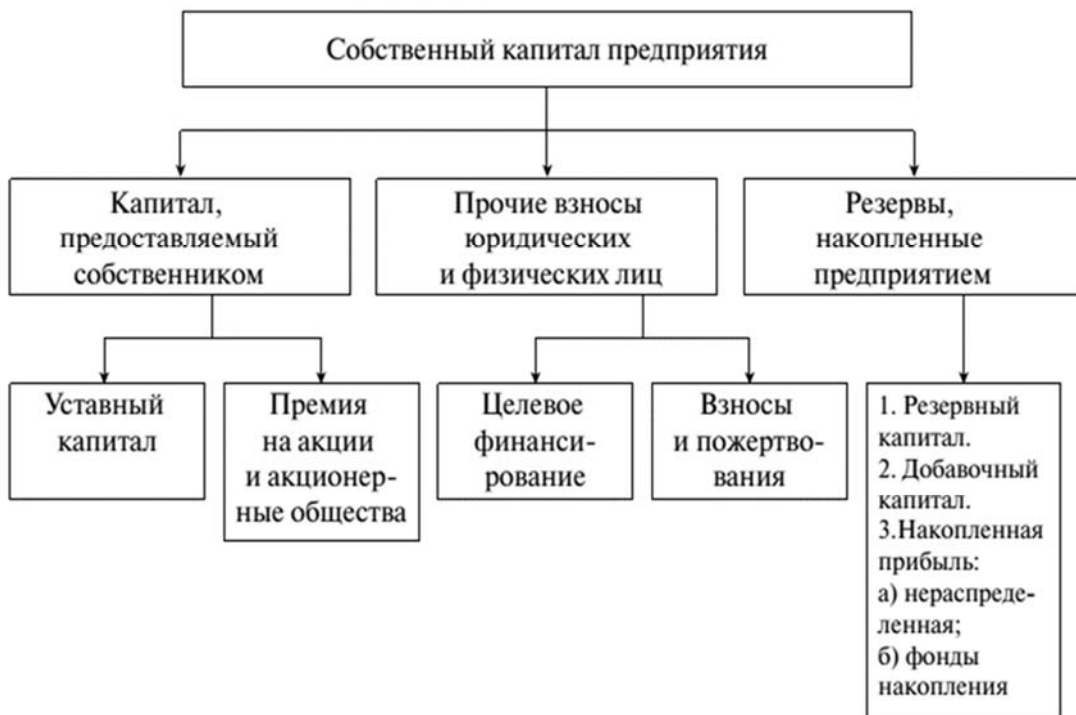 Собственный капитал предприятия
Капитал,
предоставляемый
собственником
Прочие взносы
юридических
и физических лиц
Резервы,
накопленные
предприятием
Уставный
капитал
Премия
на акции
и акционер-
ные общества
Целевое
финанси-
рование
Взносы
и пожертво-
вания
1. Резервный
капитал.
2. Добавочный
капитал.
3.Накопленная
прибыль:
а) нераспреде-
ленная;
б) фонды
накопления